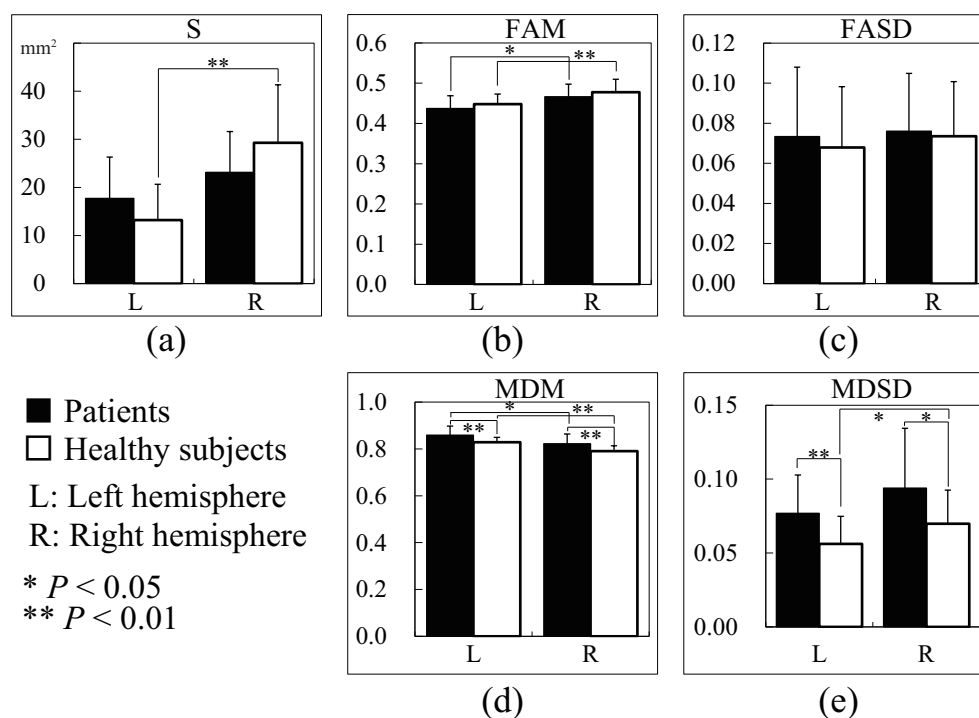 S
mm²
**
40
30
20
10
0
L R
(a)
FAM
* **
0.6
0.5
0.4
0.3
0.2
0.1
0.0
L R
(b)
FASD
0.12
0.10
0.08
0.06
0.04
0.02
0.00
L R
(c)
Patients
Healthy subjects
L: Left hemisphere
R: Right hemisphere
* P < 0.05
** P < 0.01
MDM
* **
** **
1.0
0.8
0.6
0.4
0.2
0.0
L R
(d)
MDSD
* *
**
0.15
0.10
0.05
0.00
L R
(e)